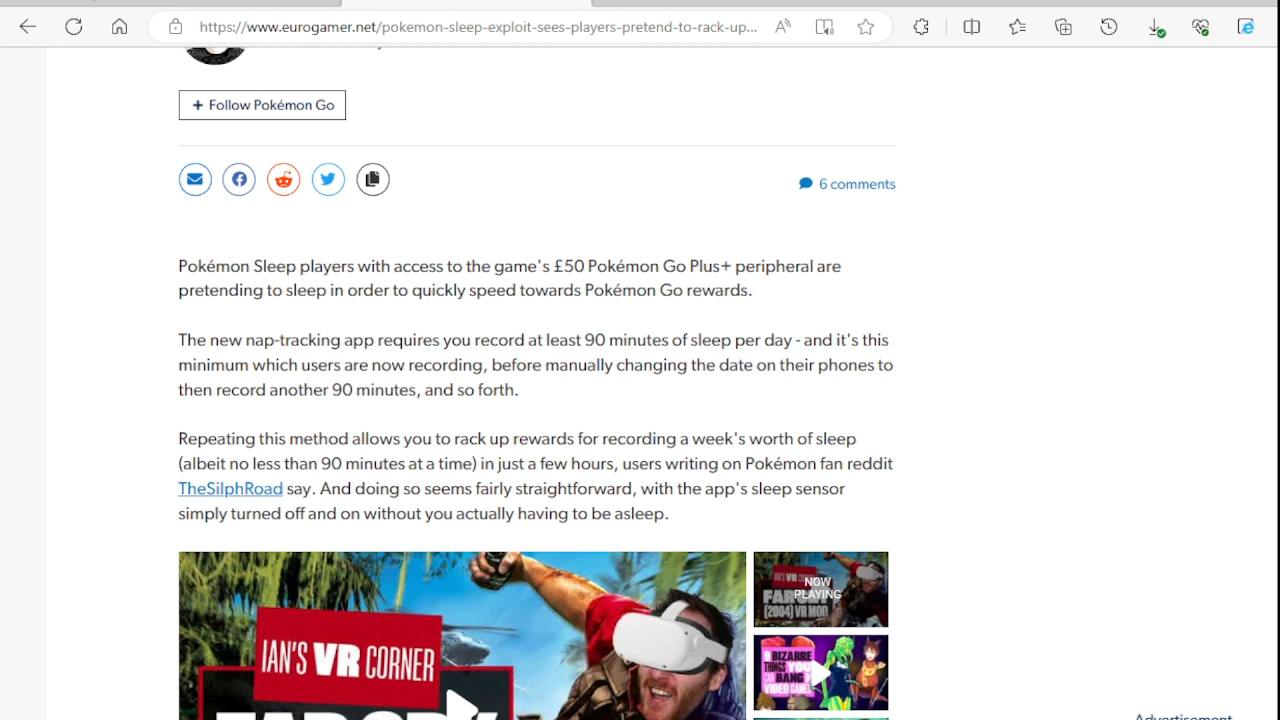 https://www.eurogamer.net/pokemon-sleep-exploit-sees-players-pretend-to-rack-up...
+ Follow Pokémon Go
6 comments
Pokémon Sleep players with access to the game's £50 Pokémon Go Plus+ peripheral are
pretending to sleep in order to quickly speed towards Pokémon Go rewards.
The new nap-tracking app requires you record at least 90 minutes of sleep per day - and it's this
minimum which users are now recording, before manually changing the date on their phones to
then record another 90 minutes, and so forth.
Repeating this method allows you to rack up rewards for recording a week's worth of sleep
(albeit no less than 90 minutes at a time) in just a few hours, users writing on Pokémon fan reddit
TheSilphRoad say. And doing so seems fairly straightforward, with the app's sleep sensor
simply turned off and on without you actually having to be asleep.
IAN'S VR CORNER
NOW
PLAYING
IAN'S VR CORNER
(2004) VR MOD
BIZARRE
THINGS YOU
CAN BANG
VIDEO GAMES
Advertisement